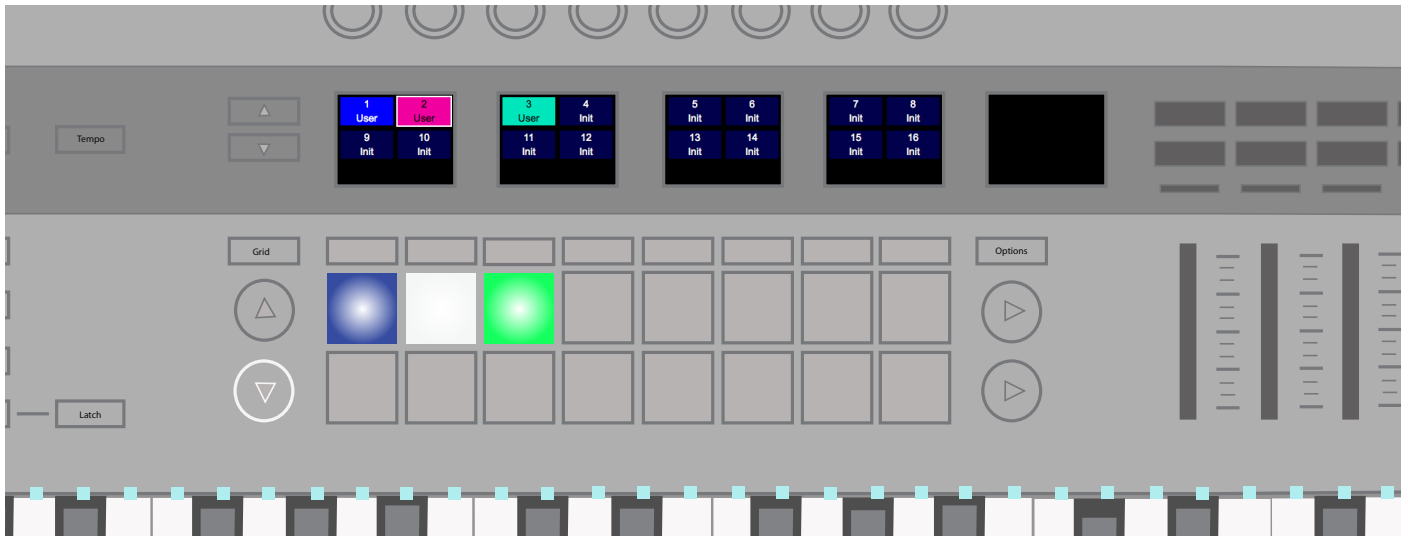 1 2 3 4 5 6 7 8
User User User Init Init Init Init Init
Tempo
9 10 11 12 13 14 15 16
Init Init Init Init Init Init Init Init
Grid
Options
Latch